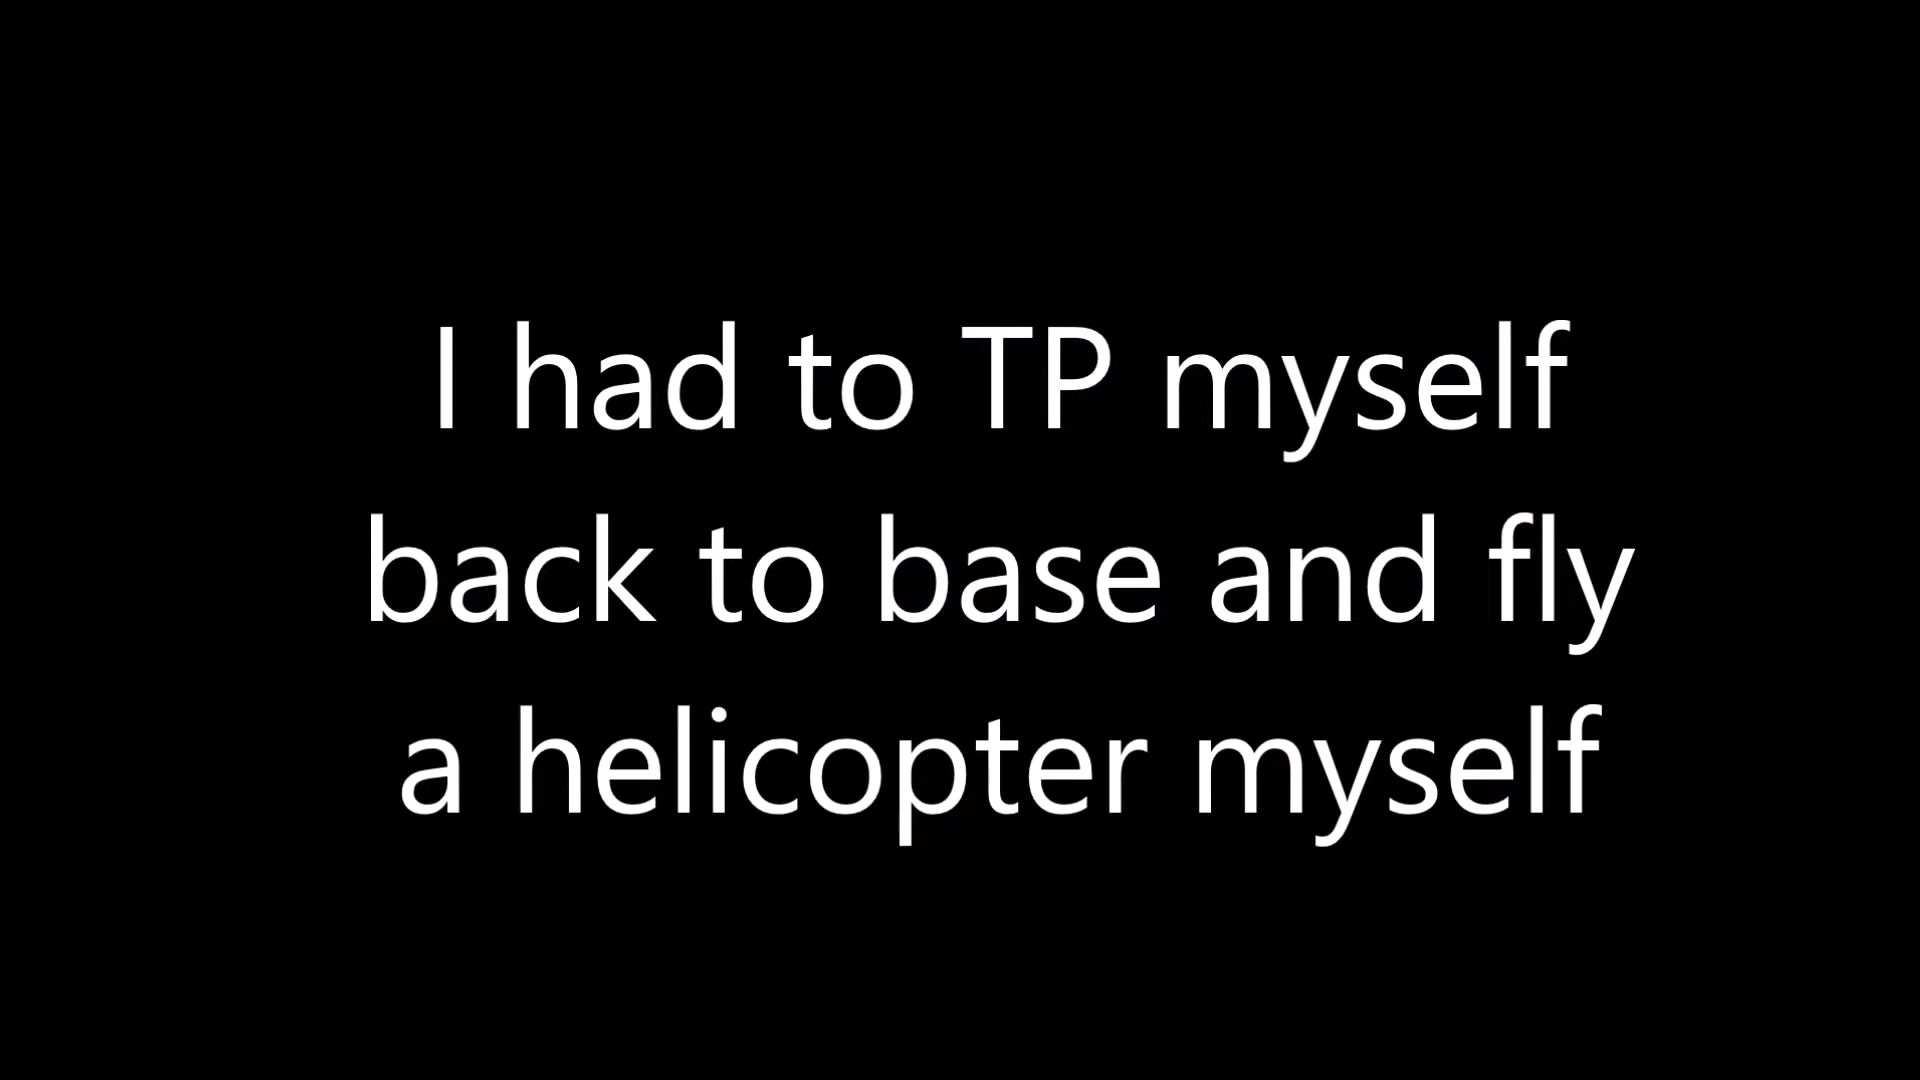 I had to TP myself
back to base and fly
a helicopter myself